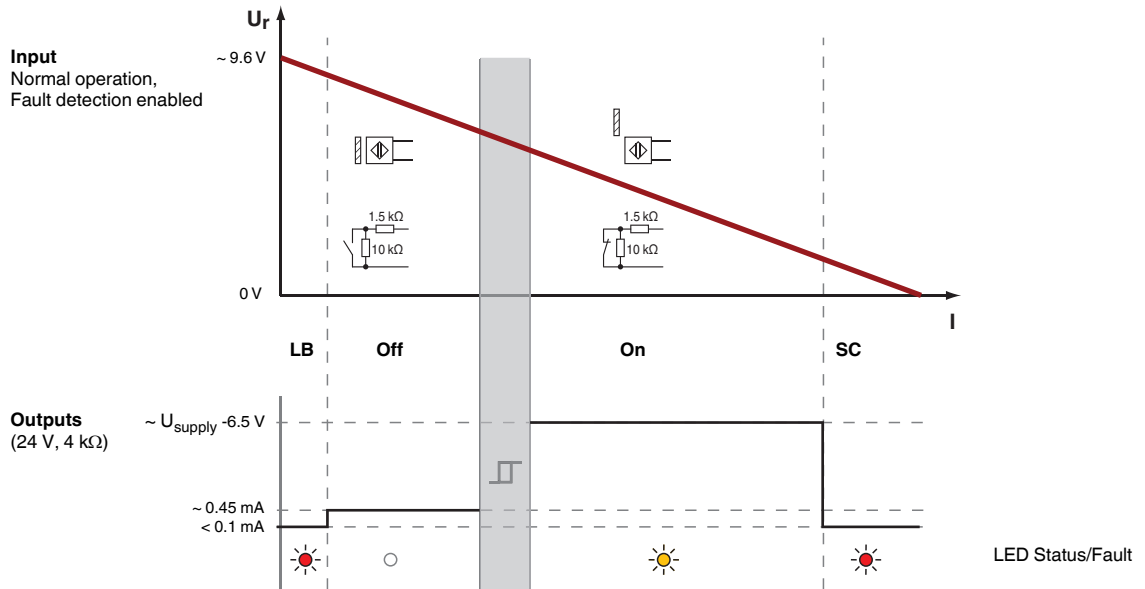 Ur
Input
Normal operation,
Fault detection enabled
~ 9.6 V
1.5 kΩ
10 kΩ
1.5 kΩ
10 kΩ
0 V
I
LB
Off
On
SC
Outputs
(24 V, 4 kΩ)
~ Usupply -6.5 V
~ 0.45 mA
< 0.1 mA
LED Status/Fault